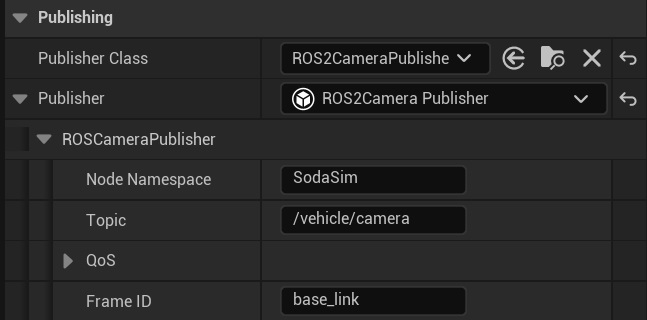 Publishing
Publisher Class ROS2CameraPublishe
Publisher ROS2Camera Publisher
ROSCameraPublisher
Node Namespace SodaSim
Topic /vehicle/camera
QoS
Frame ID base_link